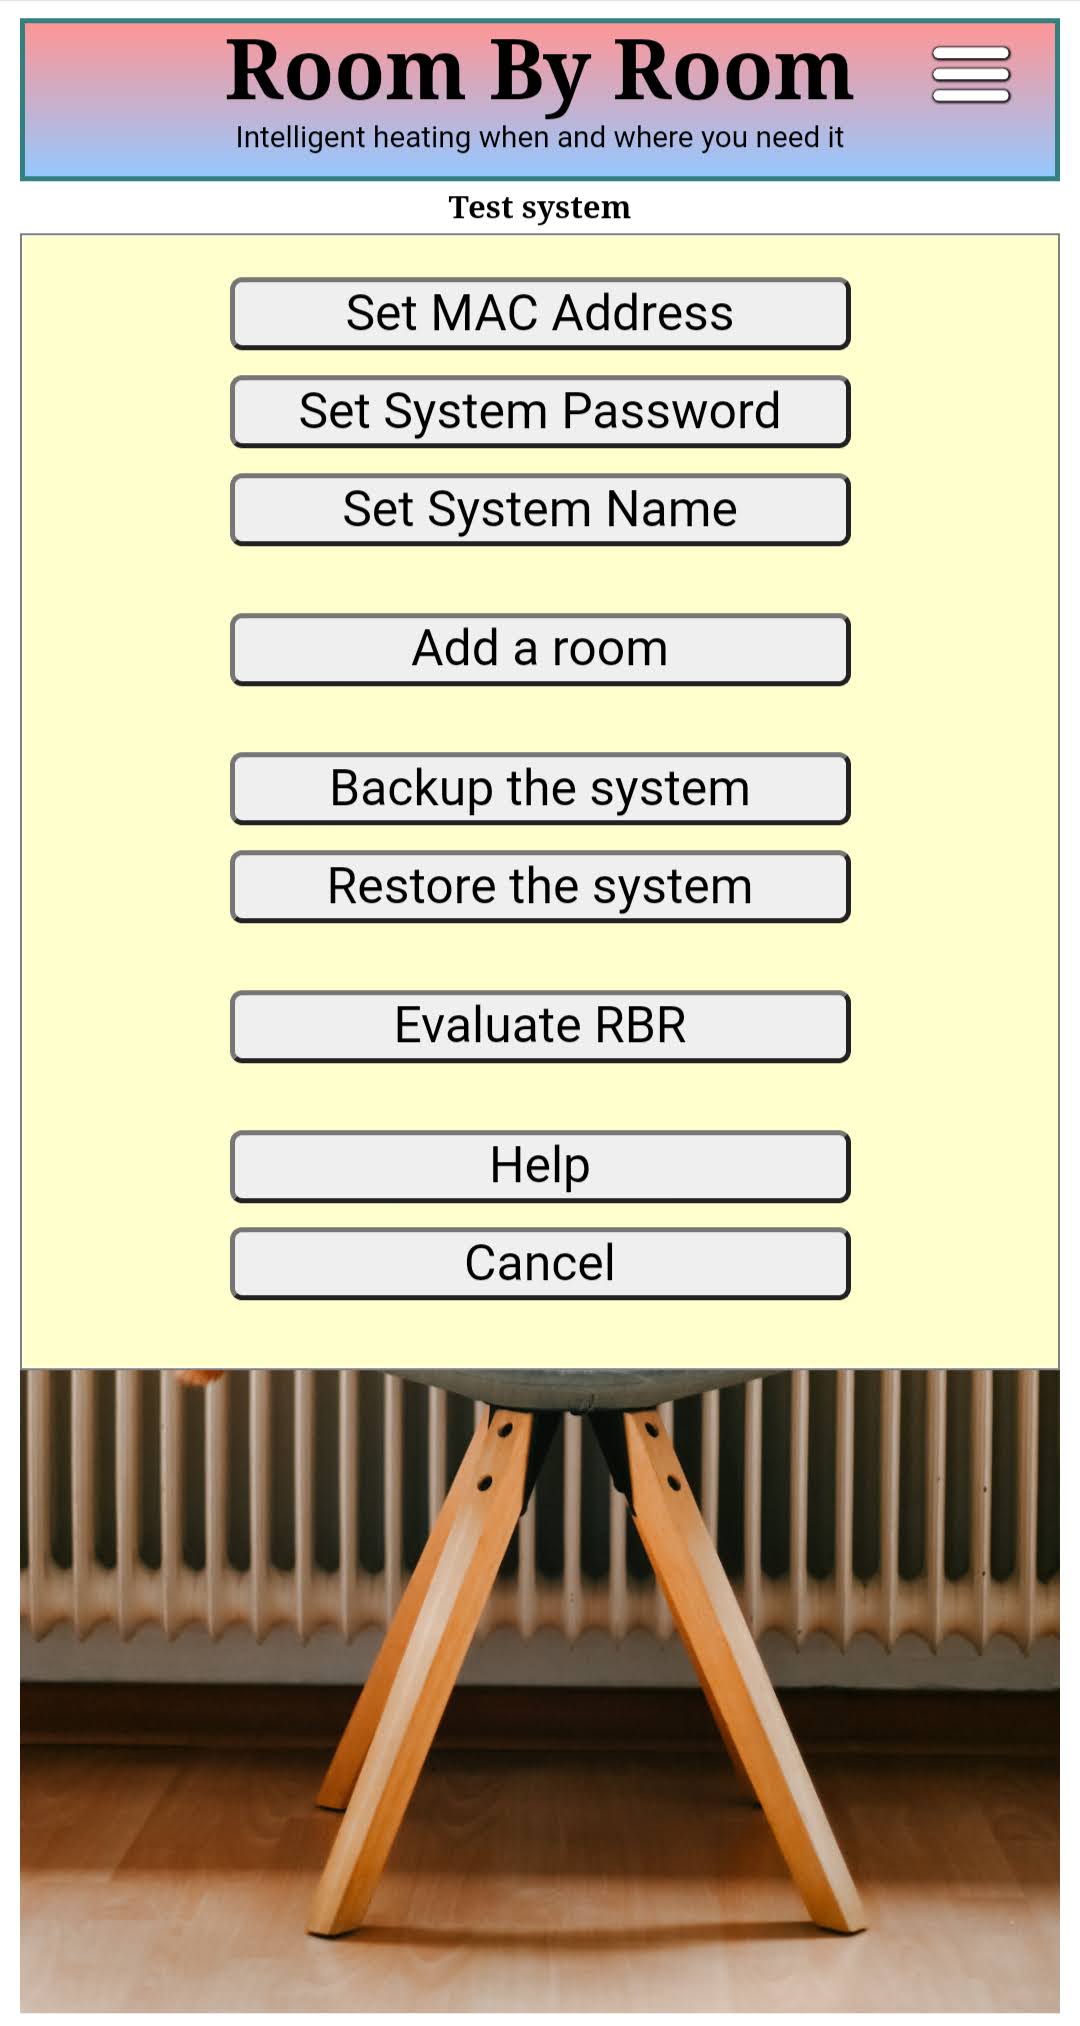 Room By Room
Intelligent heating when and where you need it
Test system
Set MAC Address
Set System Password
Set System Name
Add a room
Backup the system
Restore the system
Evaluate RBR
Help
Cancel